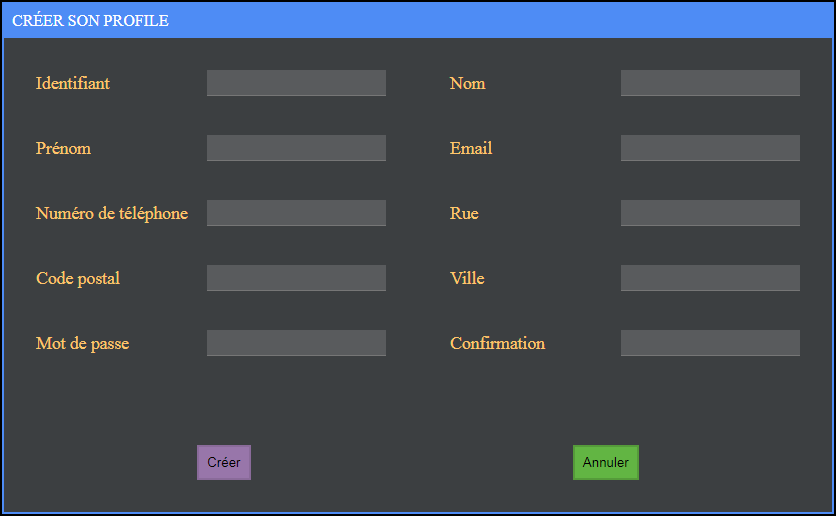 CRÉER SON PROFILE
Identifiant
Nom
Prénom
Email
Numéro de téléphone
Rue
Code postal
Ville
Mot de passe
Confirmation
Créer
Annuler